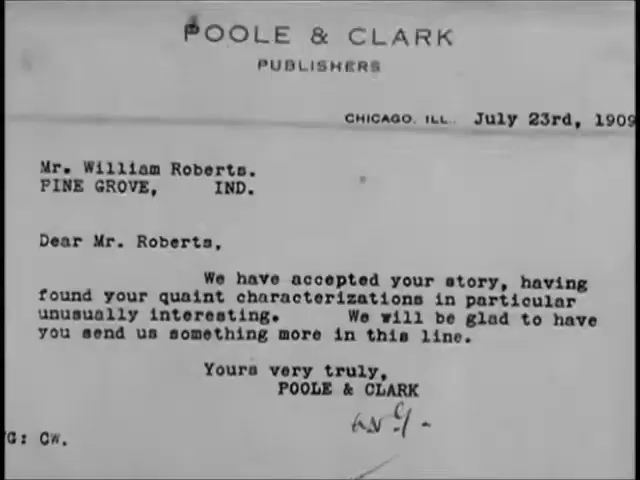 POOLE & CLARK
PUBLISHERS
CHICAGO, ILL. July 23rd, 1909
Mr. William Roberts.
PINE GROVE, IND.
Dear Mr. Roberts,
We have accepted your story, having
found your quaint characterizations in particular
unusually interesting. We will be glad to have
you send us something more in this line.
Yours very truly,
POOLE & CLARK
G: CW.